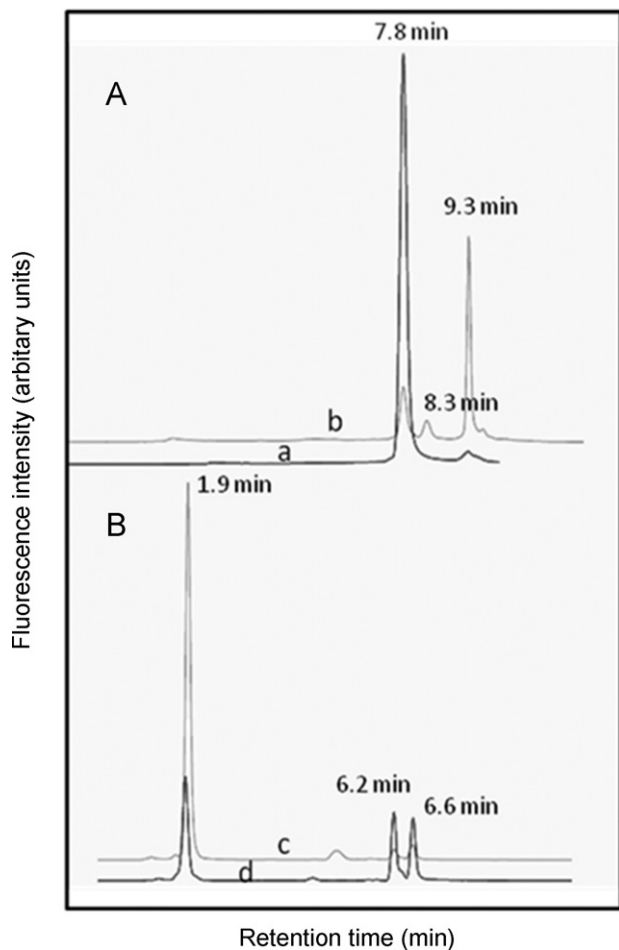 7.8 min
A
9.3 min
8.3 min
b
a
1.9 min
B
6.2 min
6.6 min
c
d
Fluorescence intensity (arbitary units)
Retention time (min)